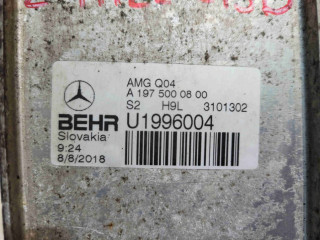 AMG Q04
A 197 500 08 00
S2 H9L 3101302
BEHR U1996004
Slovakia
9:24
8/8/2018